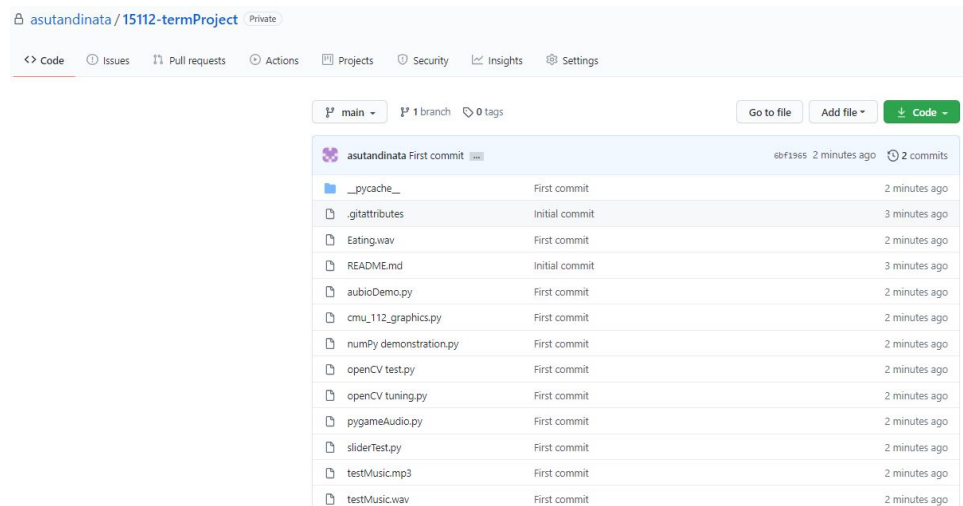 asutandinata / 15112-termProject Private
Code Issues Pull requests Actions Projects Security Insights Settings
main 1 branch 0 tags Go to file Add file Code
asutandinata First commit ... 6bf1965 2 minutes ago 2 commits
__pycache__ First commit 2 minutes ago
.gitattributes Initial commit 3 minutes ago
Eating.wav First commit 2 minutes ago
README.md Initial commit 3 minutes ago
aubioDemo.py First commit 2 minutes ago
cmu_112_graphics.py First commit 2 minutes ago
numPy demonstration.py First commit 2 minutes ago
openCV test.py First commit 2 minutes ago
openCV tuning.py First commit 2 minutes ago
pygameAudio.py First commit 2 minutes ago
sliderTest.py First commit 2 minutes ago
testMusic.mp3 First commit 2 minutes ago
testMusic.wav First commit 2 minutes ago